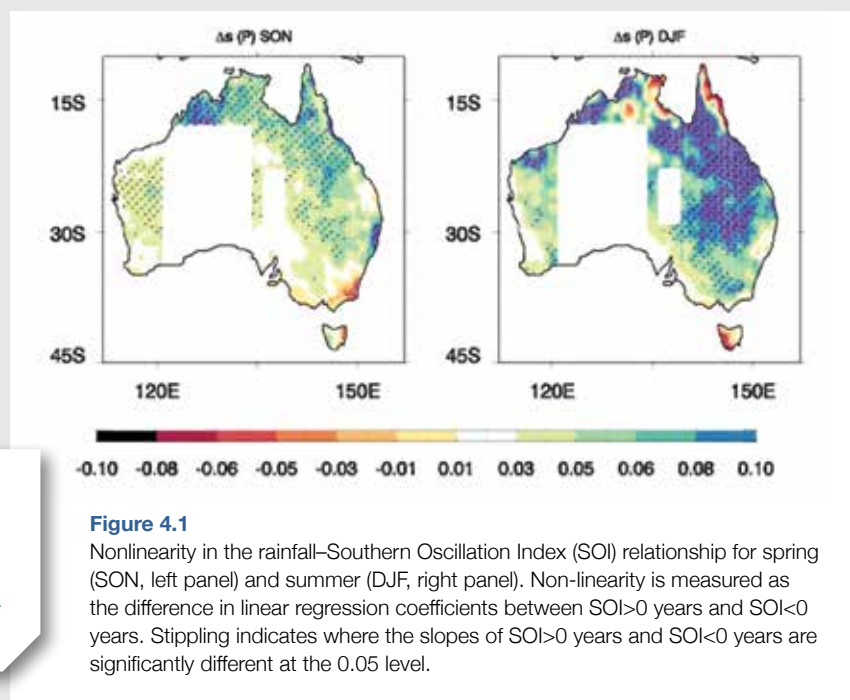 Δs (P) SON
Δs (P) DJF
15S
30S
45S
120E
150E
15S
30S
45S
120E
150E
-0.10 -0.08 -0.06 -0.05 -0.03 -0.01 0.01 0.03 0.05 0.06 0.08 0.10
Figure 4.1
Nonlinearity in the rainfall–Southern Oscillation Index (SOI) relationship for spring
(SON, left panel) and summer (DJF, right panel). Non-linearity is measured as
the difference in linear regression coefficients between SOI>0 years and SOI<0
years. Stippling indicates where the slopes of SOI>0 years and SOI<0 years are
significantly different at the 0.05 level.